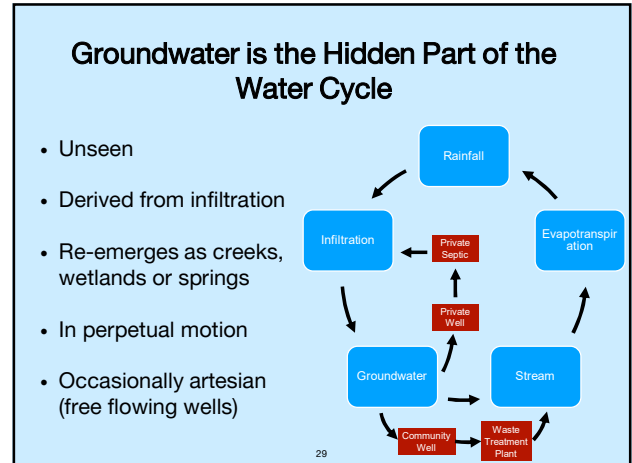 Groundwater is the Hidden Part of the
Water Cycle
• Unseen
• Derived from infiltration
• Re-emerges as creeks,
wetlands or springs
• In perpetual motion
• Occasionally artesian
(free flowing wells)
Rainfall
Infiltration
Private
Septic
Evapotranspir
ation
Private
Well
Groundwater
Stream
Community
Well
Waste
Treatment
Plant
29